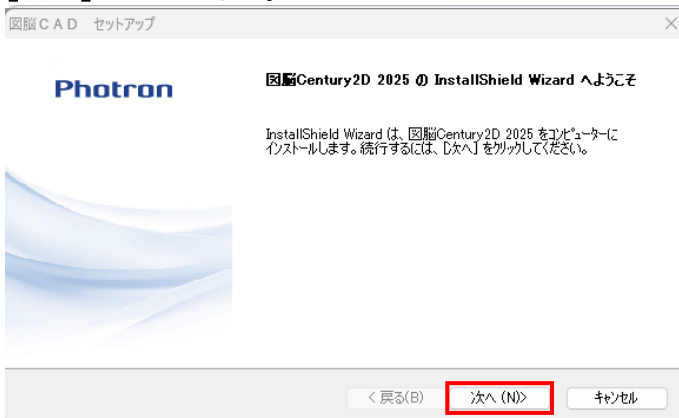 図脳CAD セットアップ
Photron
図脳Century2D 2025 の InstallShield Wizard へようこそ
InstallShield Wizard は、図脳Century2D 2025 をコンピューターに
インストールします。続行するには、[次へ] をクリックしてください。
< 戻る(B)
次へ (N)>
キャンセル